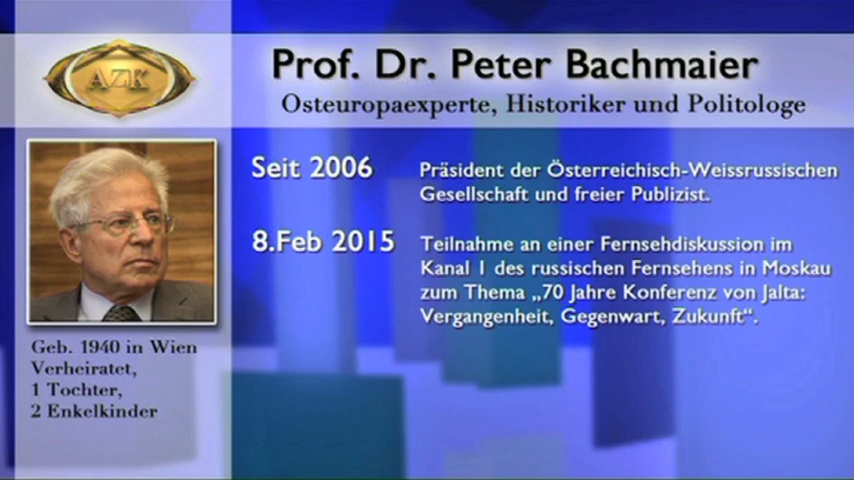 AZK
Prof. Dr. Peter Bachmaier
Osteuropaexperte, Historiker und Politologe
Seit 2006
Präsident der Österreichisch-Weissrussischen
Gesellschaft und freier Publizist.
8.Feb 2015
Teilnahme an einer Fernsehdiskussion im
Kanal 1 des russischen Fernsehens in Moskau
zum Thema „70 Jahre Konferenz von Jalta:
Vergangenheit, Gegenwart, Zukunft“.
Geb. 1940 in Wien
Verheiratet,
1 Tochter,
2 Enkelkinder